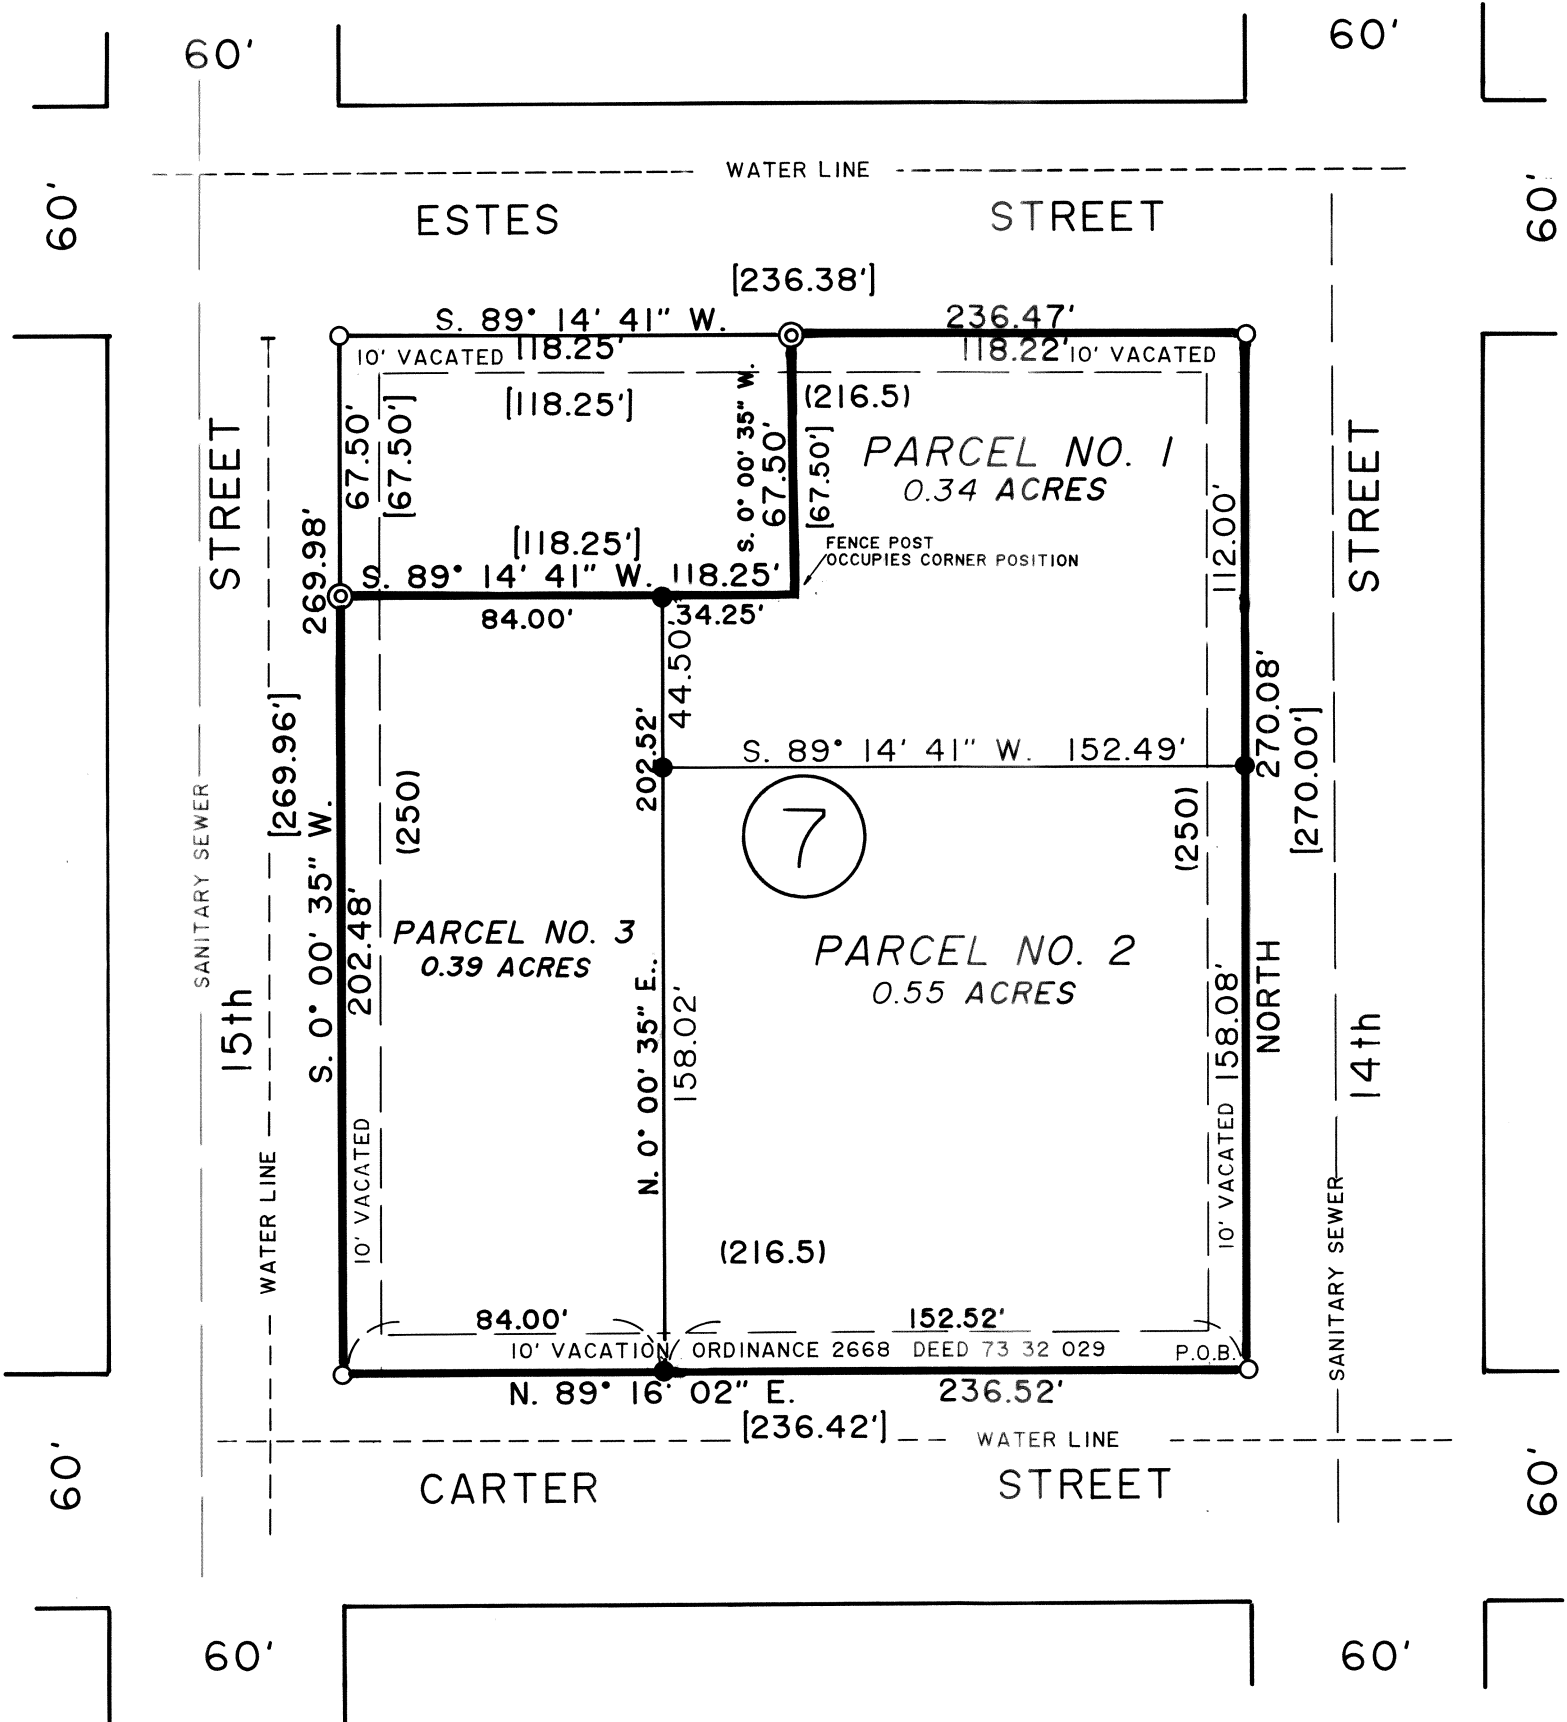 60'
60'
WATER LINE
60'
60'
ESTES STREET
[236.38']
S. 89° 14' 41" W.
236.47'
10' VACATED
118.25'
118.22'
10' VACATED
[118.25']
(216.5)
67.50'
[67.50']
S. 0° 00' 35" W.
67.50'
[67.50']
PARCEL NO. 1
0.34 ACRES
112.00'
STREET
STREET
[118.25']
FENCE POST
OCCUPIES CORNER POSITION
S. 89° 14' 41" W. 118.25'
84.00'
34.25'
269.98'
[269.96']
44.50'
202.52'
S. 89° 14' 41" W. 152.49'
270.08'
[270.00']
(250)
(250)
7
SANITARY SEWER
S. 0° 00' 35" W.
202.48'
PARCEL NO. 3
0.39 ACRES
PARCEL NO. 2
0.55 ACRES
N. 0° 00' 35" E.
158.02'
158.08'
NORTH
15th
14th
WATER LINE
10' VACATED
10' VACATED
SANITARY SEWER
(216.5)
84.00'
152.52'
10' VACATION ORDINANCE 2668 DEED 73 32 029
P.O.B.
N. 89° 16' 02" E.
236.52'
[236.42']
WATER LINE
60'
60'
CARTER STREET
60'
60'